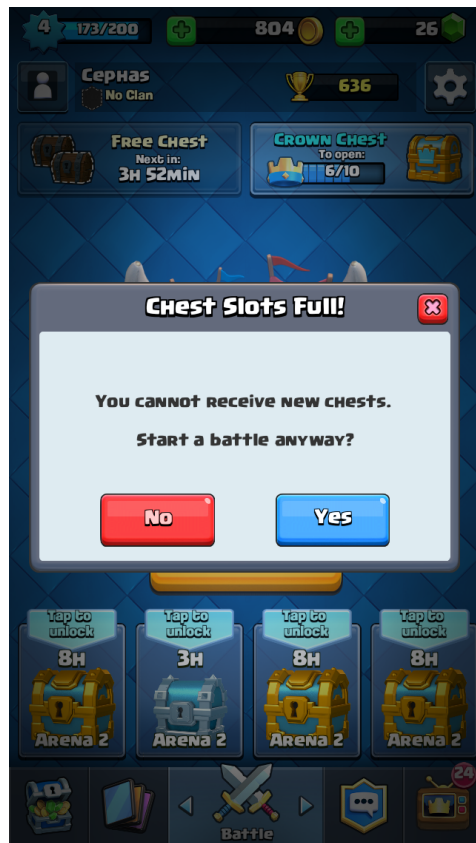 4 173/200 804 26
Cephas
No Clan
636
Free Chest
Next in:
3H 52MIN
Crown Chest
To open:
6/10
Chest Slots Full!
You cannot receive new chests.
Start a battle anyway?
No Yes
Tap to unlock
8H
Arena 2
Tap to unlock
3H
Arena 2
Tap to unlock
8H
Arena 2
Tap to unlock
8H
Arena 2
Battle
24